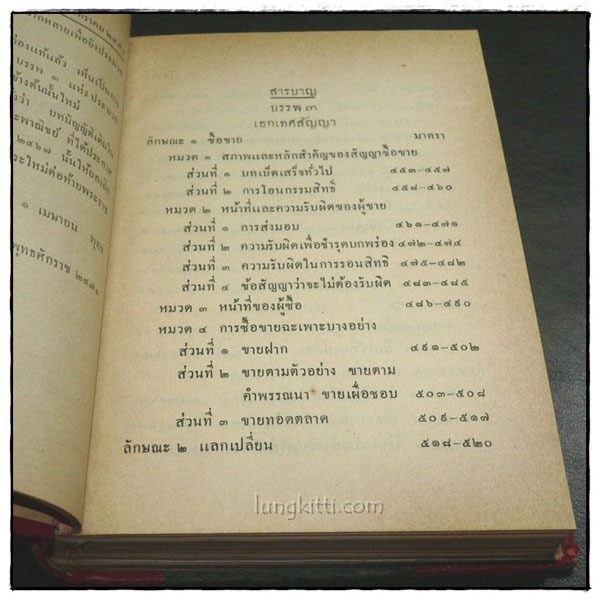 สารบาญ
บรรพ ๓
เอกเทศสัญญา
ลักษณะ ๑ ซื้อขาย มาตรา
หมวด ๑ สภาพและหลักสำคัญของสัญญาซื้อขาย
ส่วนที่ ๑ บทเบ็ดเสร็จทั่วไป ๔๕๓–๔๕๗
ส่วนที่ ๒ การโอนกรรมสิทธิ์ ๔๕๘–๔๖๐
หมวด ๒ หน้าที่และความรับผิดของผู้ขาย
ส่วนที่ ๑ การส่งมอบ ๔๖๑–๔๗๑
ส่วนที่ ๒ ความรับผิดเพื่อชำรุดบกพร่อง ๔๗๒–๔๗๔
ส่วนที่ ๓ ความรับผิดในการรอนสิทธิ ๔๗๕–๔๘๒
ส่วนที่ ๔ ข้อสัญญาว่าจะไม่ต้องรับผิด ๔๘๓–๔๘๕
หมวด ๓ หน้าที่ของผู้ซื้อ ๔๘๖–๔๙๐
หมวด ๔ การซื้อขายฉะเพาะบางอย่าง
ส่วนที่ ๑ ขายฝาก ๔๙๑–๕๐๒
ส่วนที่ ๒ ขายตามตัวอย่าง ขายตาม
คำพรรณนา ขายเผื่อชอบ ๕๐๓–๕๐๘
ส่วนที่ ๓ ขายทอดตลาด ๕๐๙–๕๑๗
ลักษณะ ๒ แลกเปลี่ยน ๕๑๘–๕๒๐
lungkitti.com